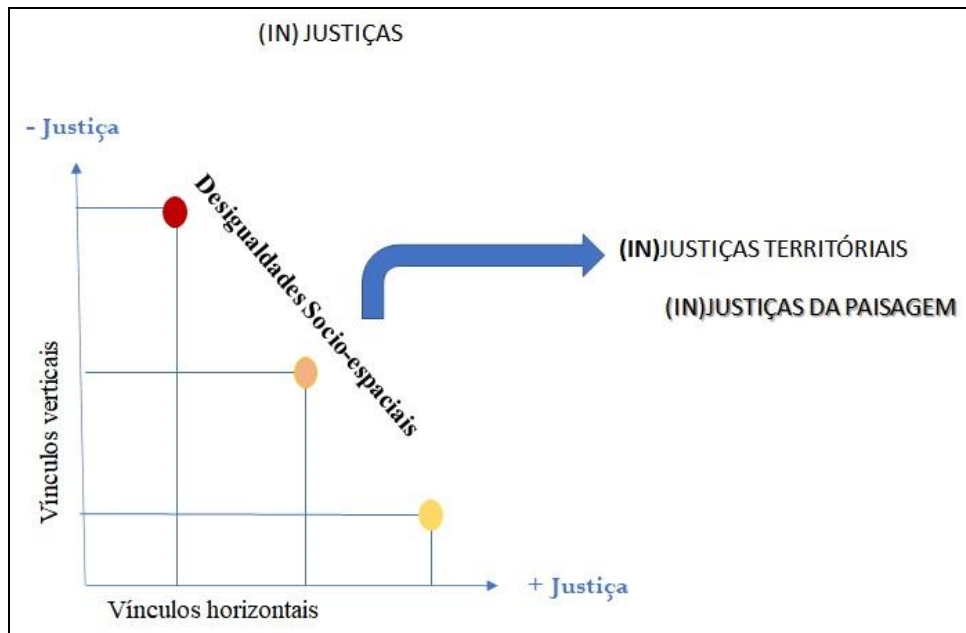 (IN) JUSTIÇAS
- Justiça
Desigualdades Socio-espaciais
(IN)JUSTIÇAS TERRITÓRIAIS
(IN)JUSTIÇAS DA PAISAGEM
Vínculos verticais
+ Justiça
Vínculos horizontais